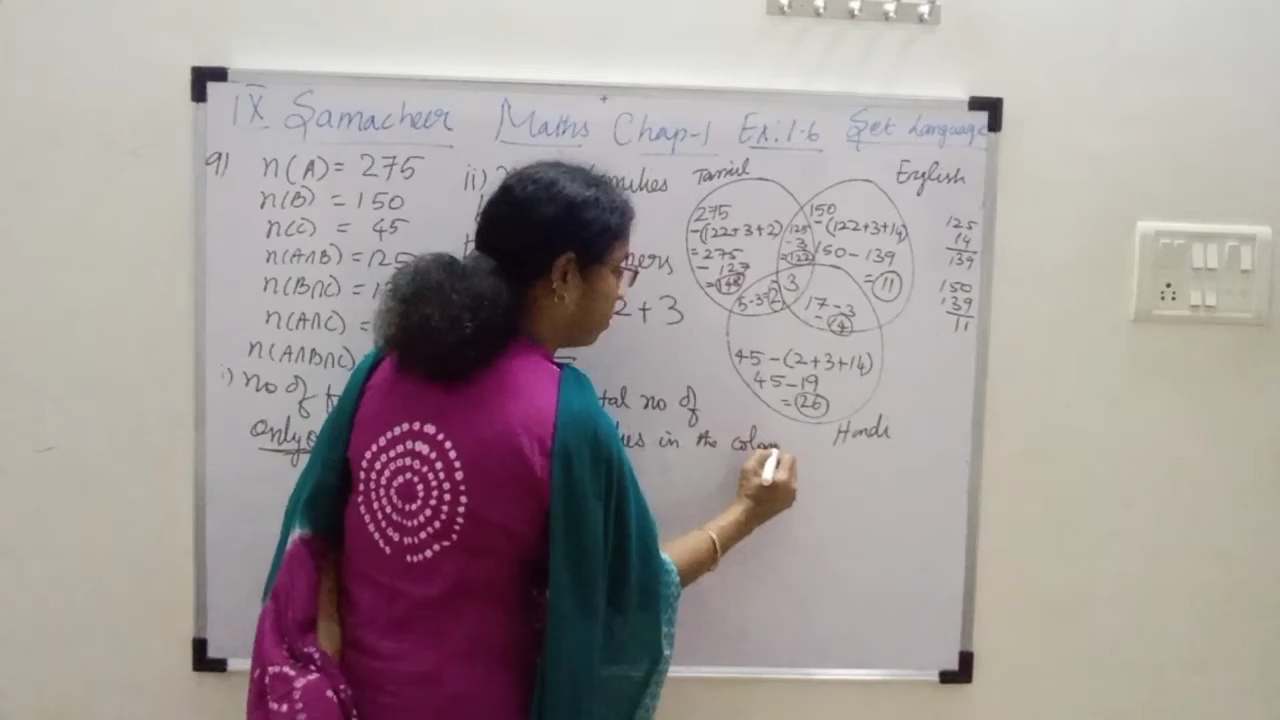 IX Samacheer Maths Chap-1 Ex:1.6 Set Language
9) n(A) = 275
n(B) = 150
n(C) = 45
n(A∩B) = 125
n(B∩C) = 1
n(A∩C) =
n(A∩B∩C)
i) no of
only
ii)
2 + 3
tal no of
in the colon
Tamil
275
-(122+3+2)
= 275
- 127
= 148
125
- 3
= 122
English
150
-(122+3+14)
150 - 139
= 11
3
5-3=2
17-3
= 14
45-(2+3+14)
45-19
= 26
Hindi
125
14
139
150
139
11